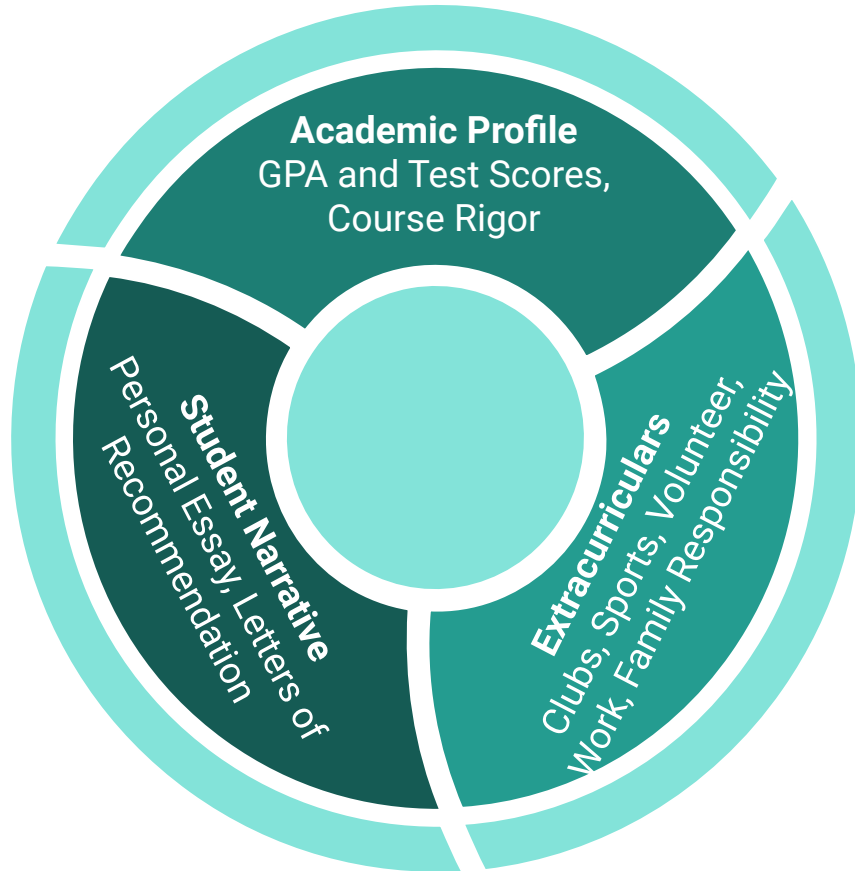 Academic Profile
GPA and Test Scores,
Course Rigor
Extracurriculars
Clubs, Sports, Volunteer,
Work, Family Responsibility
Student Narrative
Personal Essay, Letters of
Recommendation